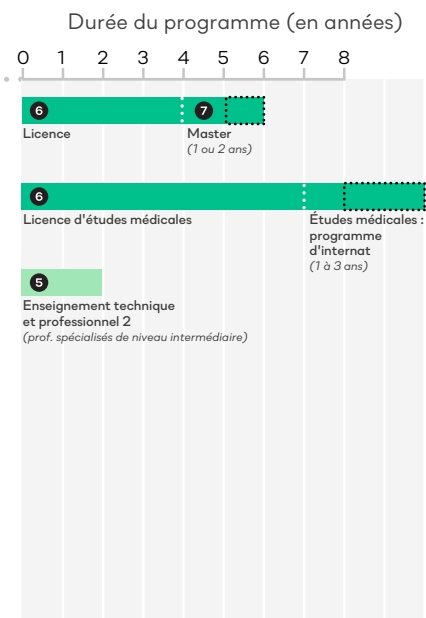 Durée du programme (en années)
0 1 2 3 4 5 6 7 8
6 7
Licence
Master
(1 ou 2 ans)
6
Licence d'études médicales
Études médicales :
programme
d'internat
(1 à 3 ans)
5
Enseignement technique
et professionnel 2
(prof. spécialisés de niveau intermédiaire)